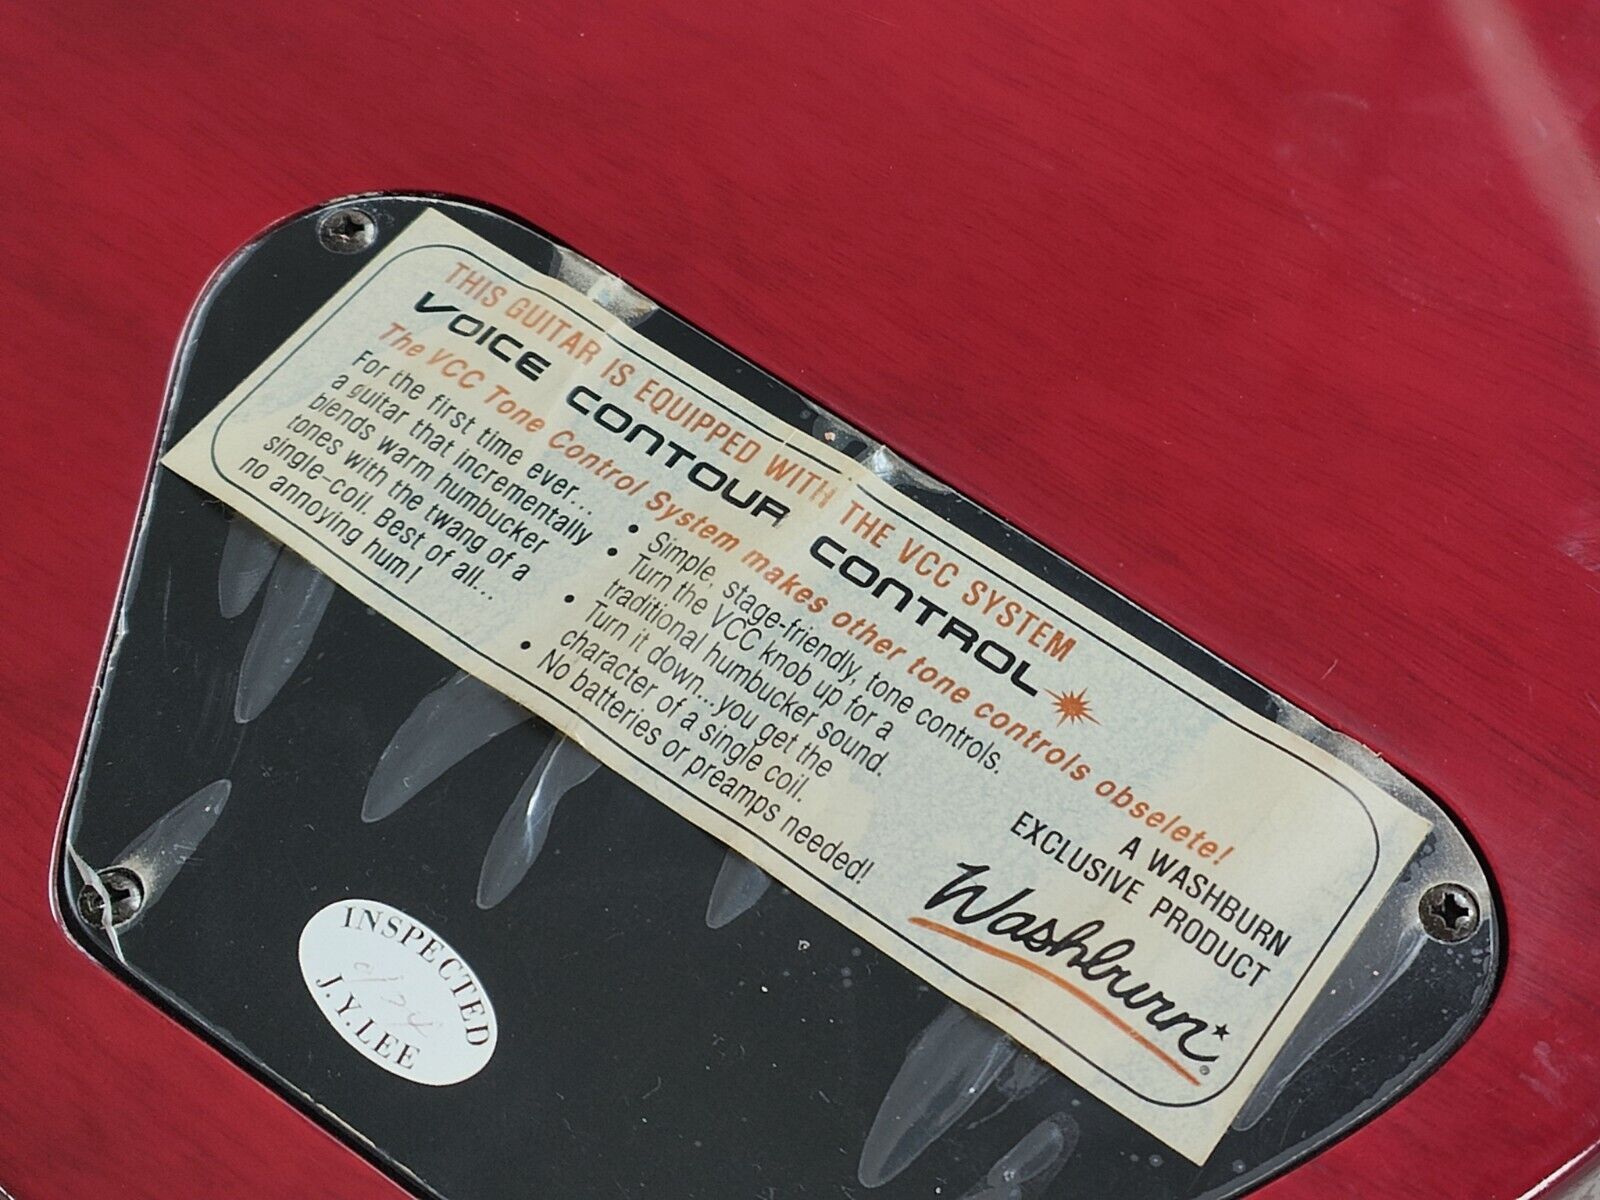 THIS GUITAR IS EQUIPPED WITH THE VCC SYSTEM
VOICE CONTOUR CONTROL
The VCC Tone Control System makes other tone controls obselete!
For the first time ever...
a guitar that incrementally
blends warm humbucker
tones with the twang of a
single-coil. Best of all...
no annoying hum!
• Simple, stage-friendly, tone controls.
• Turn the VCC knob up for a
traditional humbucker sound.
• Turn it down...you get the
character of a single coil.
• No batteries or preamps needed!
A WASHBURN
EXCLUSIVE PRODUCT
Washburn®
INSPECTED
J.Y.LEE